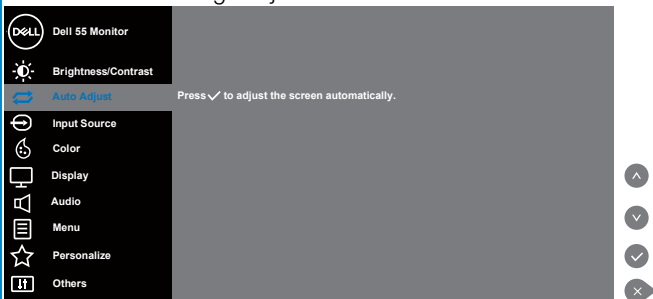 DELL
Dell 55 Monitor
Brightness/Contrast
Auto Adjust
Press ✓ to adjust the screen automatically.
Input Source
Color
Display
Audio
Menu
Personalize
Others